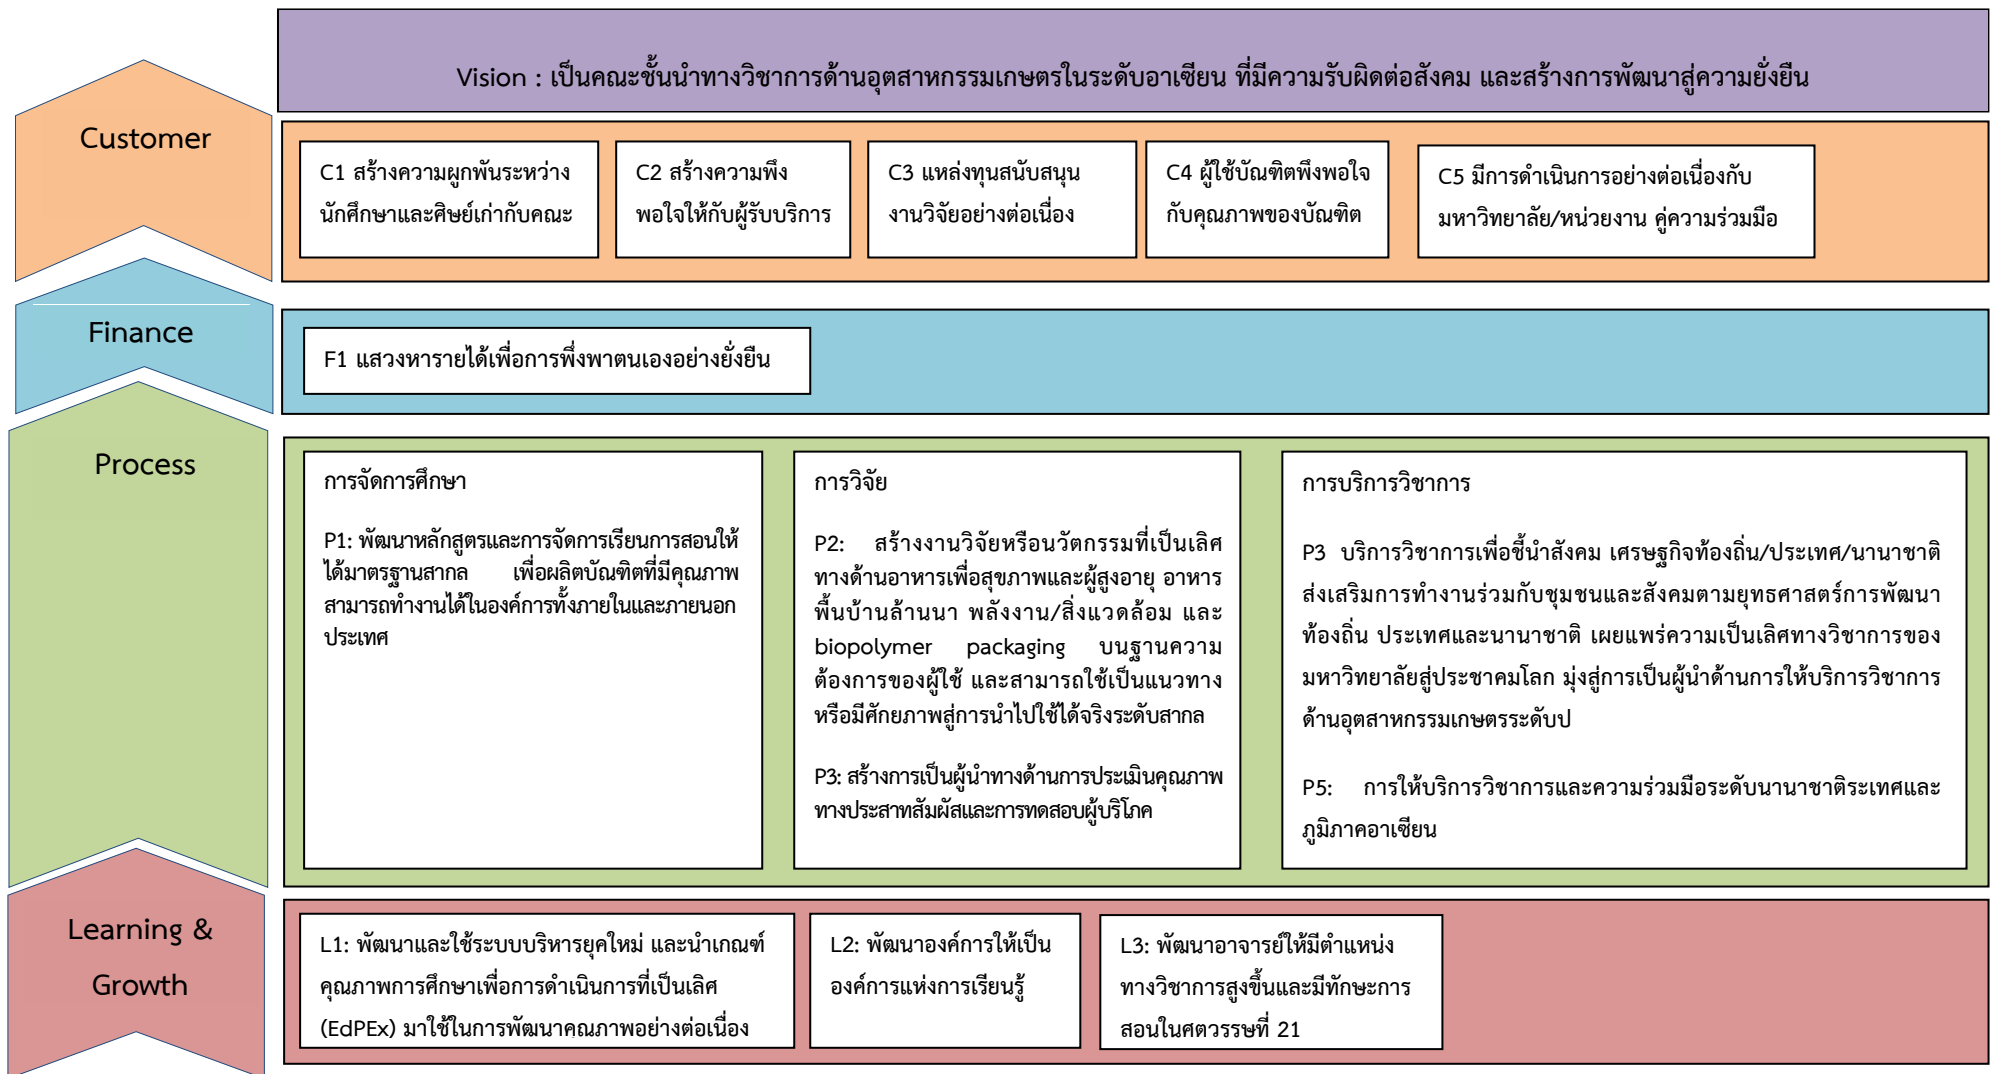 Vision : เป็นคณะชั้นนำทางวิชาการด้านอุตสาหกรรมเกษตรในระดับอาเซียน ที่มีความรับผิดต่อสังคม และสร้างการพัฒนาสู่ความยั่งยืน
Customer
C1 สร้างความผูกพันระหว่าง
นักศึกษาและศิษย์เก่ากับคณะ
C2 สร้างความพึง
พอใจให้กับผู้รับบริการ
C3 แหล่งทุนสนับสนุน
งานวิจัยอย่างต่อเนื่อง
C4 ผู้ใช้บัณฑิตพึงพอใจ
กับคุณภาพของบัณฑิต
C5 มีการดำเนินการอย่างต่อเนื่องกับ
มหาวิทยาลัย/หน่วยงาน คู่ความร่วมมือ
Finance
F1 แสวงหารายได้เพื่อการพึ่งพาตนเองอย่างยั่งยืน
Process
การจัดการศึกษา
P1: พัฒนาหลักสูตรและการจัดการเรียนการสอนให้
ได้มาตรฐานสากล เพื่อผลิตบัณฑิตที่มีคุณภาพ
สามารถทำงานได้ในองค์การทั้งภายในและภายนอก
ประเทศ
การวิจัย
P2: สร้างงานวิจัยหรือนวัตกรรมที่เป็นเลิศ
ทางด้านอาหารเพื่อสุขภาพและผู้สูงอายุ อาหาร
พื้นบ้านล้านนา พลังงาน/สิ่งแวดล้อม และ
biopolymer packaging บนฐานความ
ต้องการของผู้ใช้ และสามารถใช้เป็นแนวทาง
หรือมีศักยภาพสู่การนำไปใช้ได้จริงระดับสากล
P3: สร้างการเป็นผู้นำทางด้านการประเมินคุณภาพ
ทางประสาทสัมผัสและการทดสอบผู้บริโภค
การบริการวิชาการ
P3 บริการวิชาการเพื่อชี้นำสังคม เศรษฐกิจท้องถิ่น/ประเทศ/นานาชาติ
ส่งเสริมการทำงานร่วมกับชุมชนและสังคมตามยุทธศาสตร์การพัฒนา
ท้องถิ่น ประเทศและนานาชาติ เผยแพร่ความเป็นเลิศทางวิชาการของ
มหาวิทยาลัยสู่ประชาคมโลก มุ่งสู่การเป็นผู้นำด้านการให้บริการวิชาการ
ด้านอุตสาหกรรมเกษตรระดับป
P5: การให้บริการวิชาการและความร่วมมือระดับนานาชาติระเทศและ
ภูมิภาคอาเซียน
Learning &
Growth
L1: พัฒนาและใช้ระบบบริหารยุคใหม่ และนำเกณฑ์
คุณภาพการศึกษาเพื่อการดำเนินการที่เป็นเลิศ
(EdPEx) มาใช้ในการพัฒนาคุณภาพอย่างต่อเนื่อง
L2: พัฒนาองค์การให้เป็น
องค์การแห่งการเรียนรู้
L3: พัฒนาอาจารย์ให้มีตำแหน่ง
ทางวิชาการสูงขึ้นและมีทักษะการ
สอนในศตวรรษที่ 21